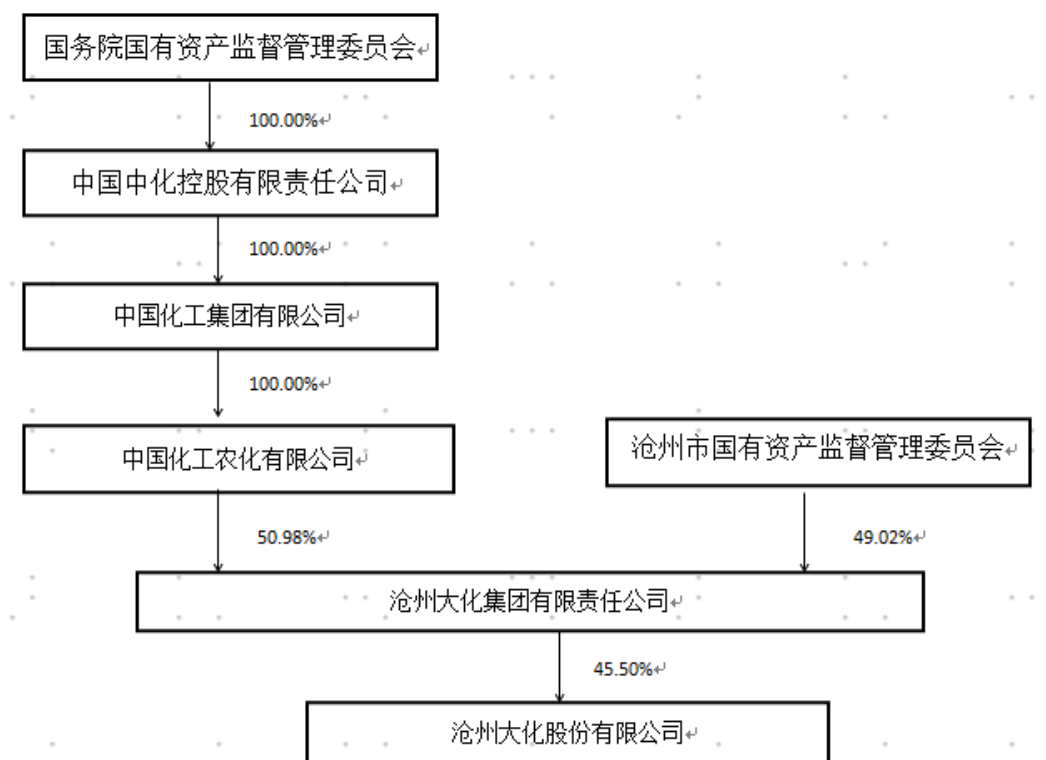 国务院国有资产监督管理委员会
100.00%
中国中化控股有限责任公司
100.00%
中国化工集团有限公司
100.00%
中国化工农化有限公司
沧州市国有资产监督管理委员会
50.98%
49.02%
沧州大化集团有限责任公司
45.50%
沧州大化股份有限公司